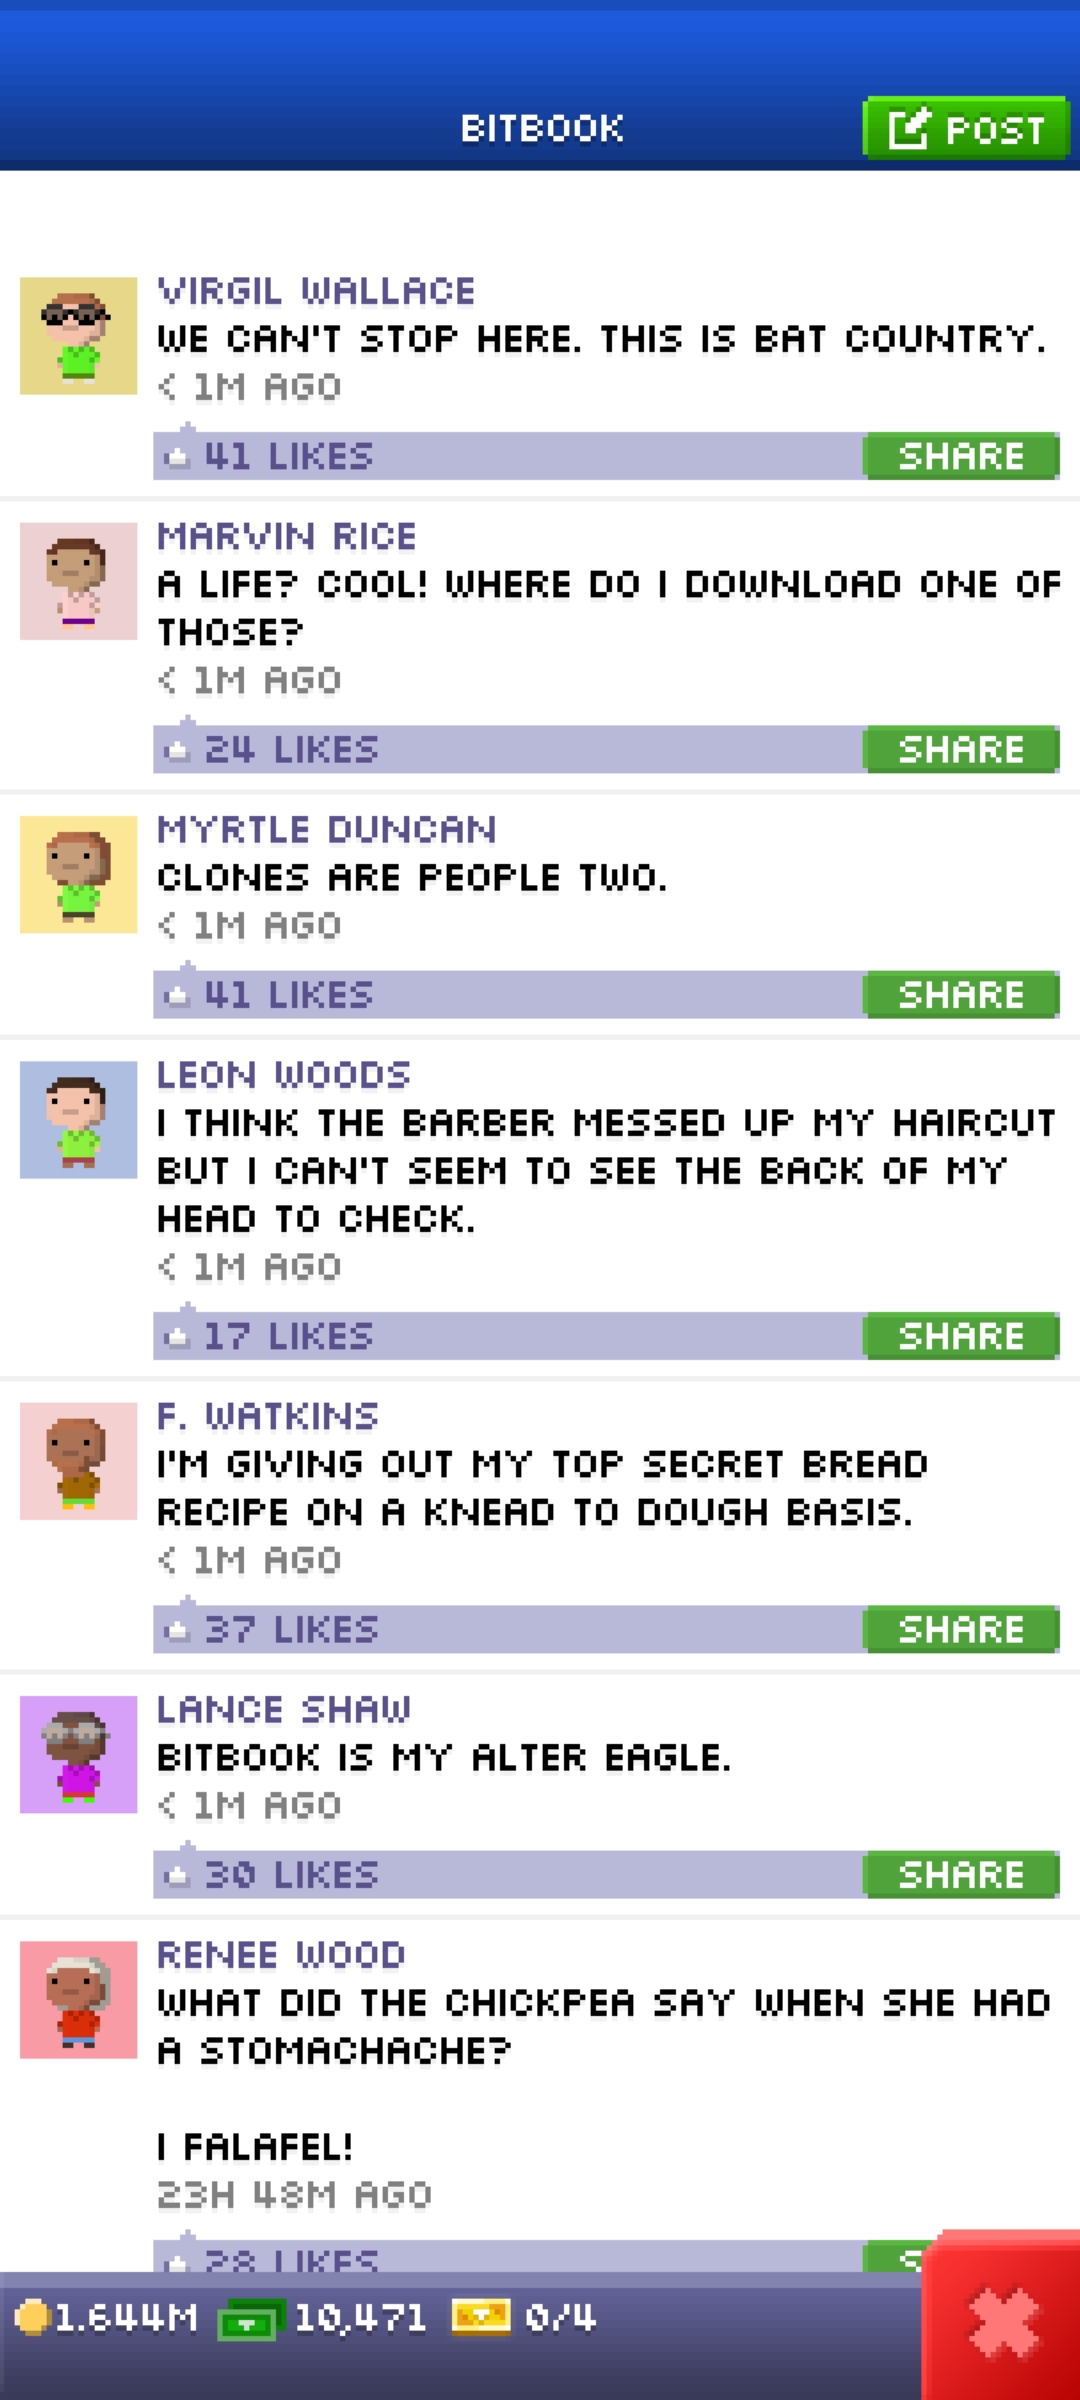 BITBOOK
POST
VIRGIL WALLACE
WE CAN'T STOP HERE. THIS IS BAT COUNTRY.
< 1M AGO
41 LIKES
SHARE
MARVIN RICE
A LIFE? COOL! WHERE DO I DOWNLOAD ONE OF
THOSE?
< 1M AGO
24 LIKES
SHARE
MYRTLE DUNCAN
CLONES ARE PEOPLE TWO.
< 1M AGO
41 LIKES
SHARE
LEON WOODS
I THINK THE BARBER MESSED UP MY HAIRCUT
BUT I CAN'T SEEM TO SEE THE BACK OF MY
HEAD TO CHECK.
< 1M AGO
17 LIKES
SHARE
F. WATKINS
I'M GIVING OUT MY TOP SECRET BREAD
RECIPE ON A KNEAD TO DOUGH BASIS.
< 1M AGO
37 LIKES
SHARE
LANCE SHAW
BITBOOK IS MY ALTER EAGLE.
< 1M AGO
30 LIKES
SHARE
RENEE WOOD
WHAT DID THE CHICKPEA SAY WHEN SHE HAD
A STOMACHACHE?
I FALAFEL!
23H 48M AGO
28 LIKES
1.644M 10,471 0/4